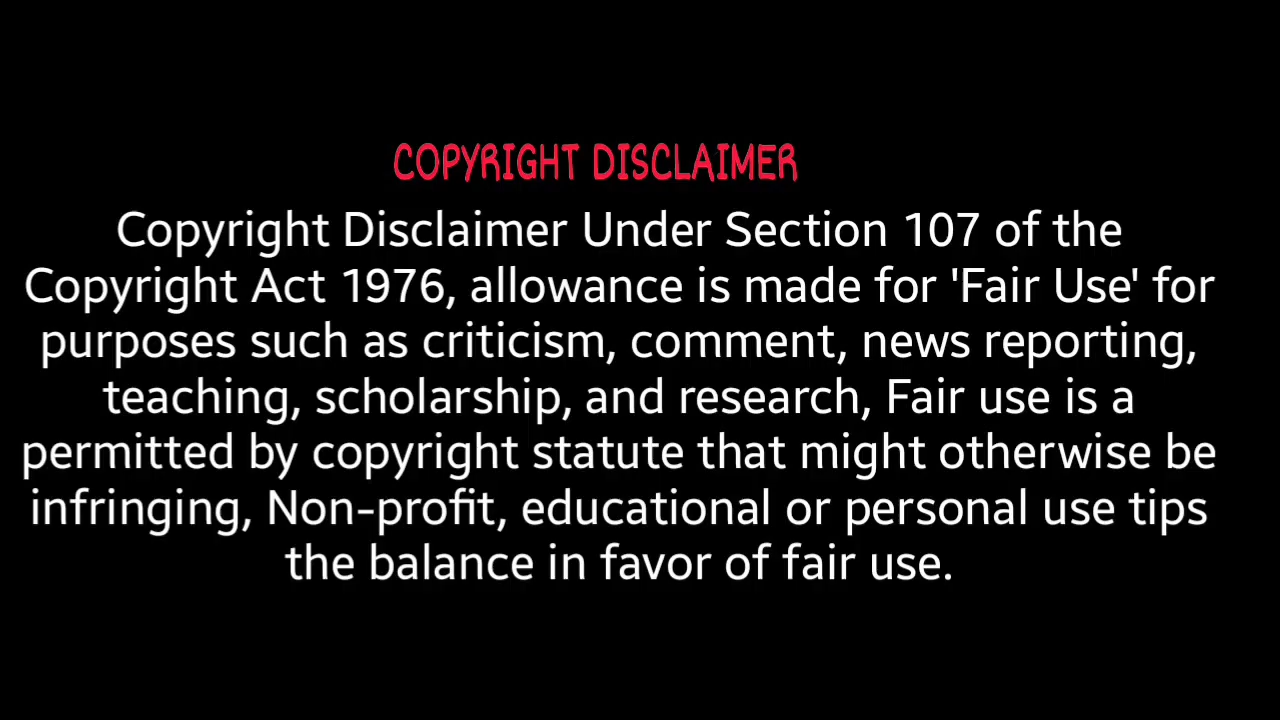 COPYRIGHT DISCLAIMER
Copyright Disclaimer Under Section 107 of the
Copyright Act 1976, allowance is made for 'Fair Use' for
purposes such as criticism, comment, news reporting,
teaching, scholarship, and research, Fair use is a
permitted by copyright statute that might otherwise be
infringing, Non-profit, educational or personal use tips
the balance in favor of fair use.